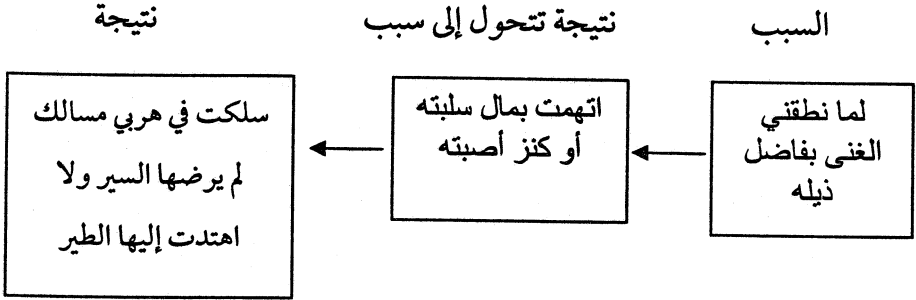 السبب
نتيجة تتحول إلى سبب
نتيجة
لما نطقني
الغنى بفاضل
ذيله
اتهمت بمال سلبته
أو كنز أصبته
سلكت في هربي مسالك
لم يرضها السير ولا
اهتدت إليها الطير